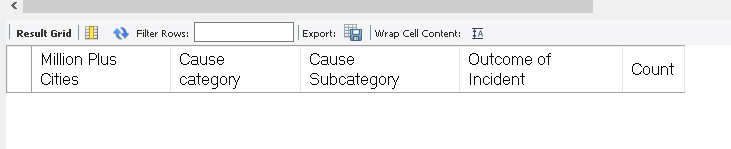 Result Grid Filter Rows: Export: Wrap Cell Content: IA
Million Plus Cities Cause category Cause Subcategory Outcome of Incident Count